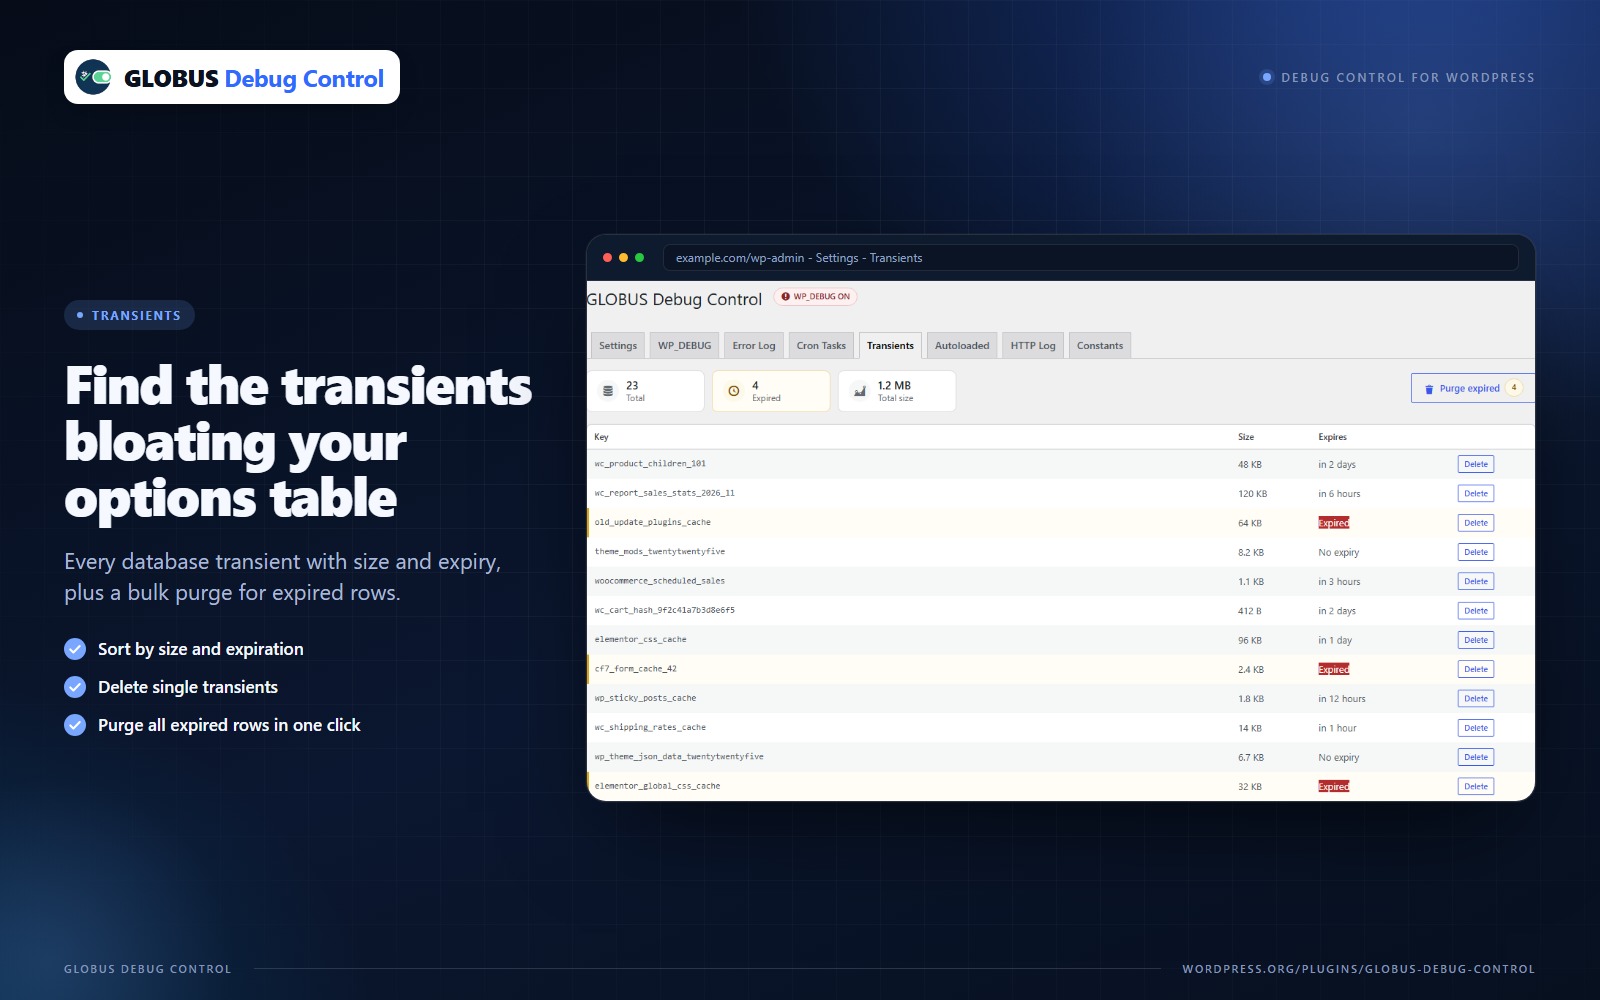 GLOBUS Debug Control
DEBUG CONTROL FOR WORDPRESS
TRANSIENTS
Find the transients
bloating your
options table
Every database transient with size and expiry,
plus a bulk purge for expired rows.
Sort by size and expiration
Delete single transients
Purge all expired rows in one click
example.com/wp-admin - Settings - Transients
GLOBUS Debug Control WP_DEBUG ON
Settings WP_DEBUG Error Log Cron Tasks Transients Autoloaded HTTP Log Constants
23 Total
4 Expired
1.2 MB Total size
Purge expired 4
Key Size Expires
wc_product_children_101 48 KB in 2 days Delete
wc_report_sales_stats_2026_11 120 KB in 6 hours Delete
old_update_plugins_cache 64 KB Expired Delete
theme_mods_twentytwentyfive 8.2 KB No expiry Delete
woocommerce_scheduled_sales 1.1 KB in 3 hours Delete
wc_cart_hash_9f2c41a7b3d8e6f5 412 B in 2 days Delete
elementor_css_cache 96 KB in 1 day Delete
cf7_form_cache_42 2.4 KB Expired Delete
wp_sticky_posts_cache 1.8 KB in 12 hours Delete
wc_shipping_rates_cache 14 KB in 1 hour Delete
wp_theme_json_data_twentytwentyfive 6.7 KB No expiry Delete
elementor_global_css_cache 32 KB Expired Delete
GLOBUS DEBUG CONTROL
WORDPRESS.ORG/PLUGINS/GLOBUS-DEBUG-CONTROL